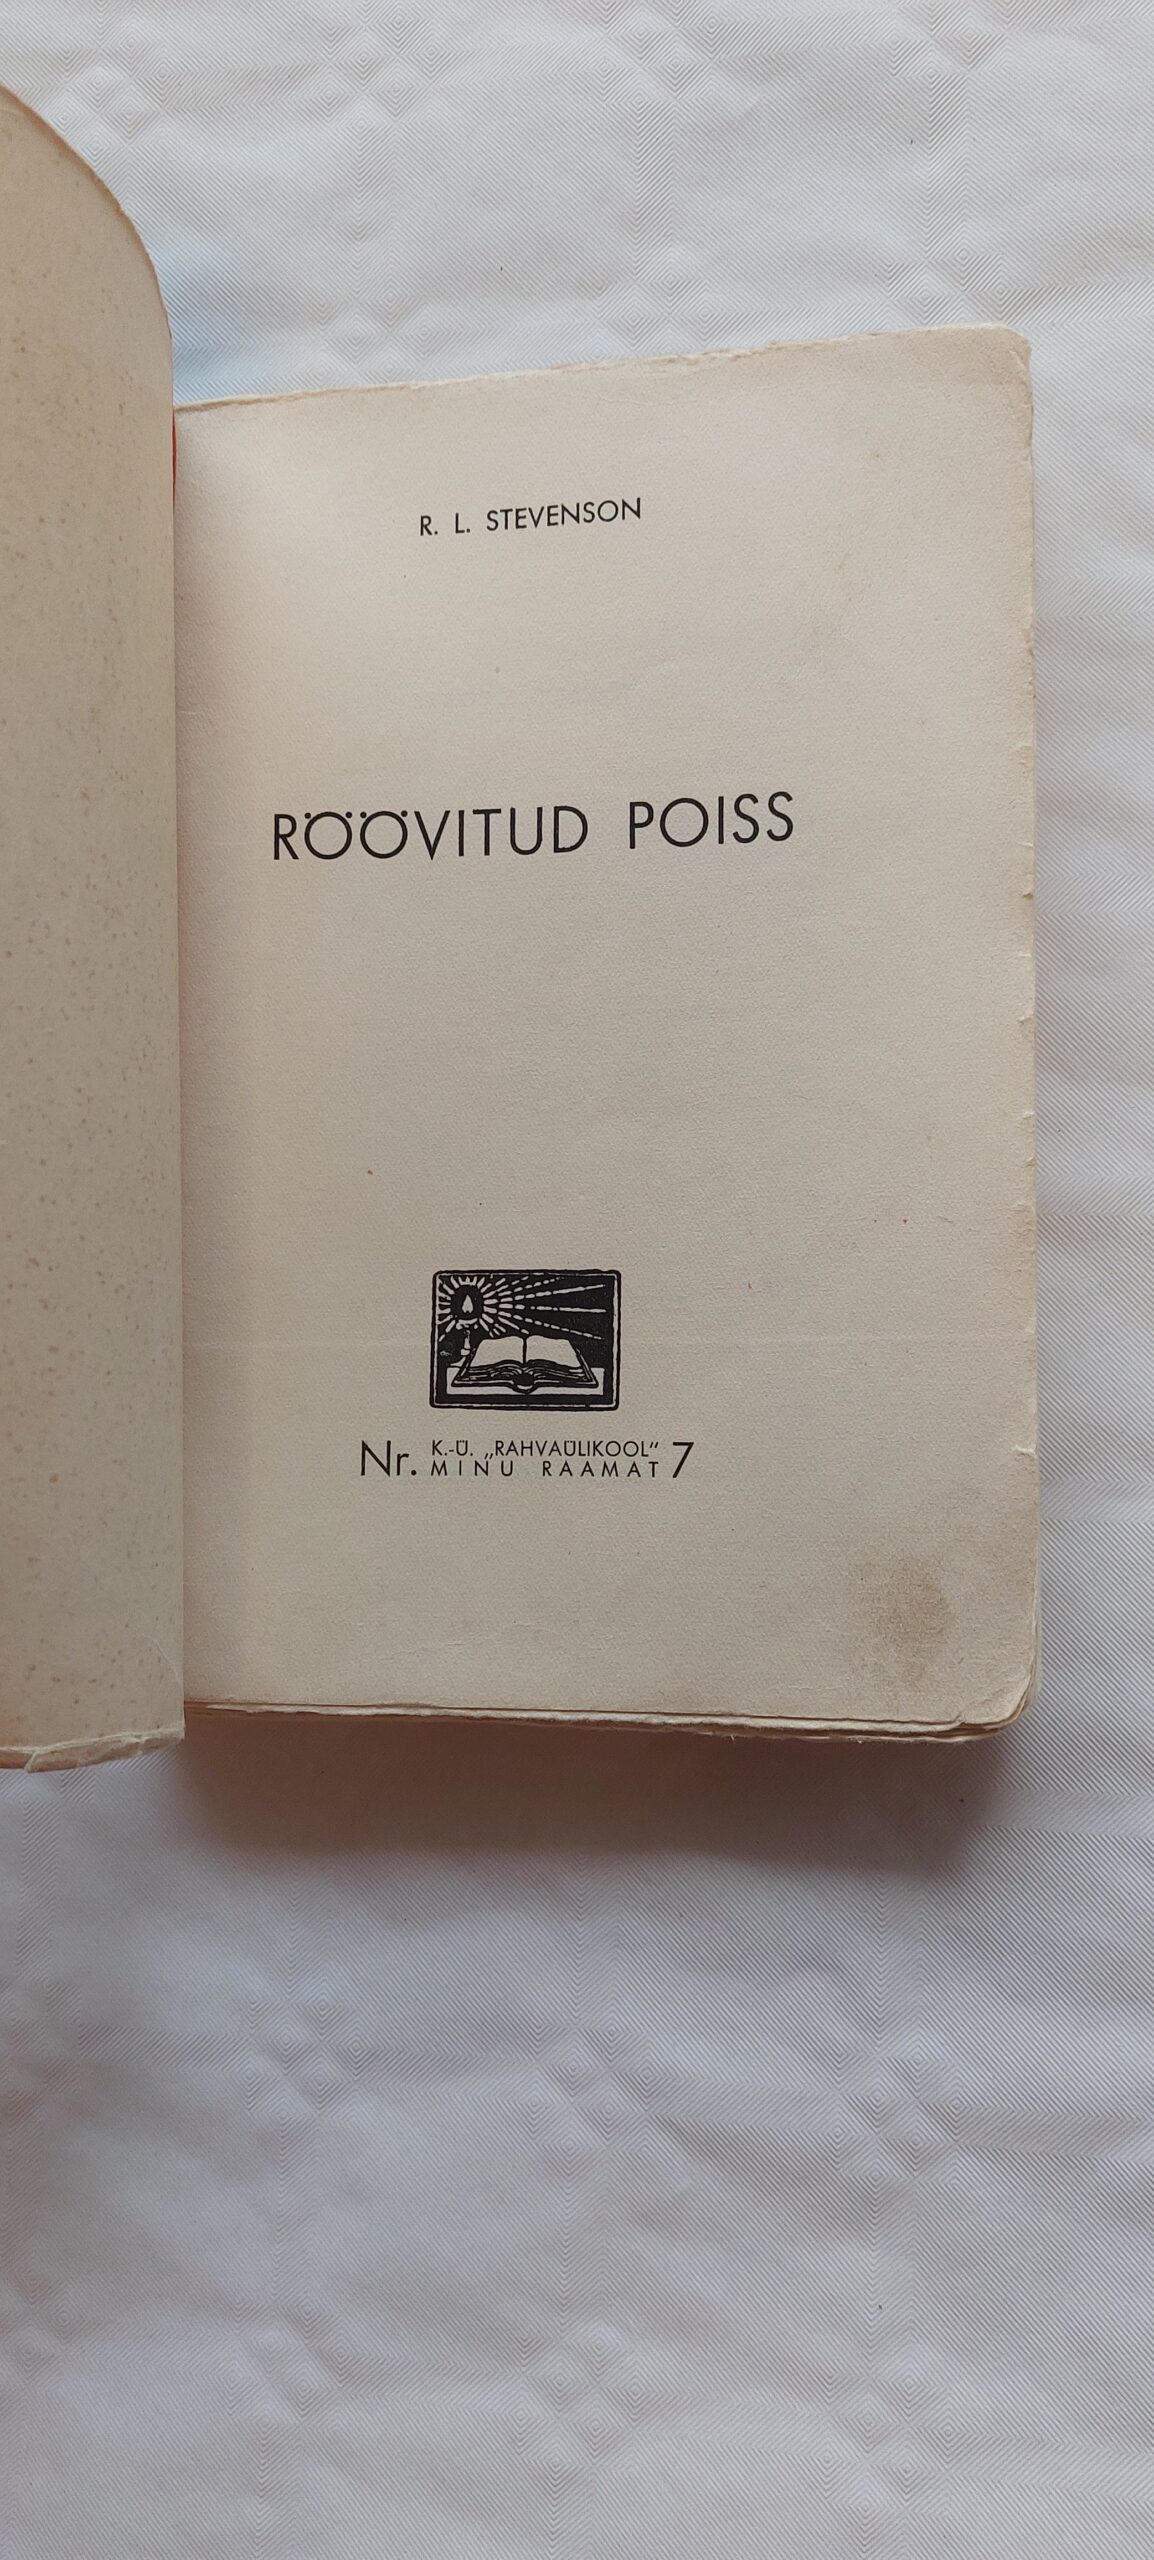 R. L. STEVENSON
RÖÖVITUD POISS
Nr. K.-Ü. „RAHVAÜLIKOOL“ 7
MINU RAAMAT